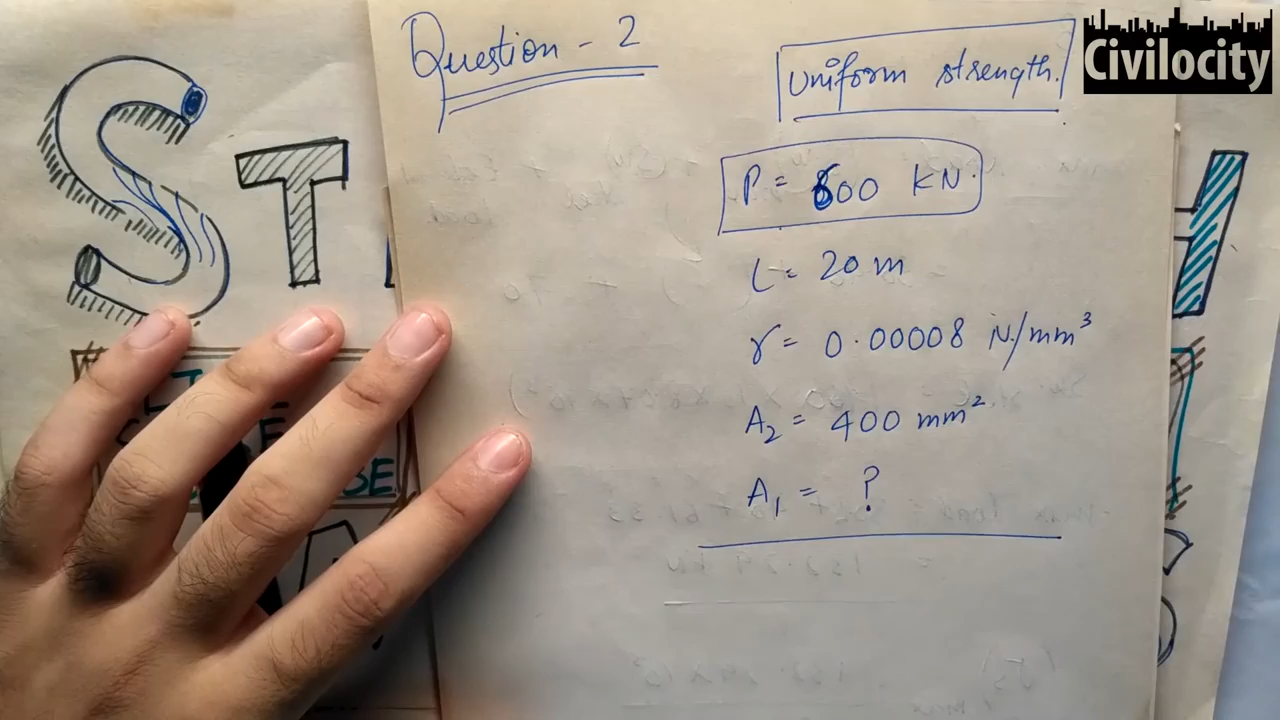 Question - 2
Uniform strength.
Civilocity
P = 800 KN.
L = 20 m
γ = 0.00008 N/mm³
A₂ = 400 mm²
A₁ = ?
ST